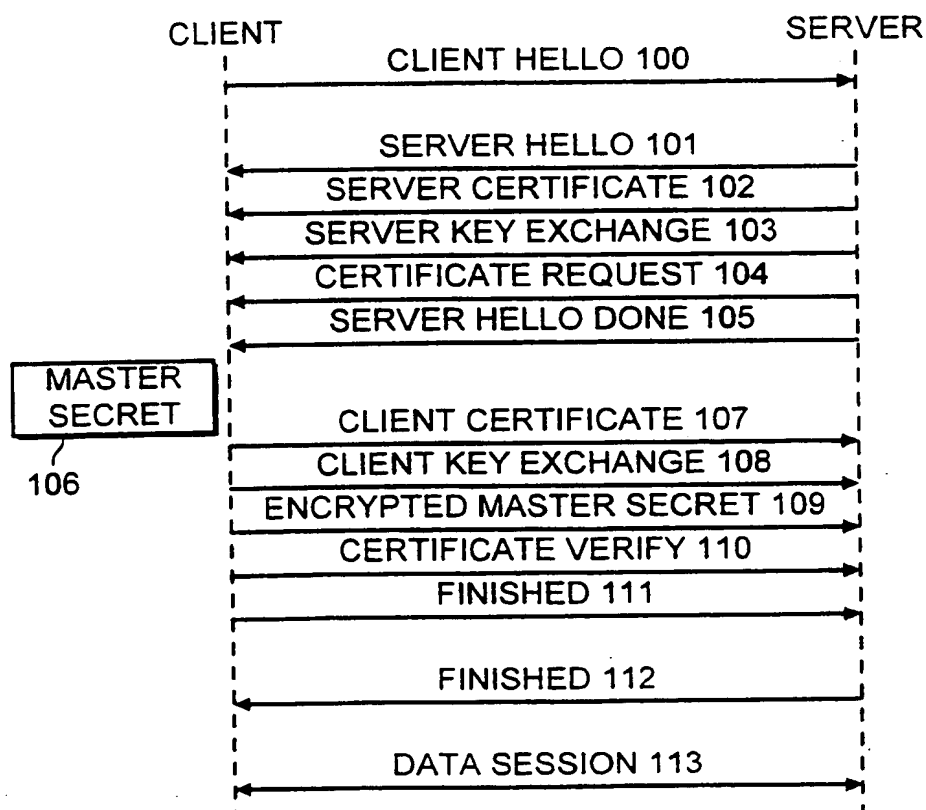 CLIENT
SERVER
CLIENT HELLO 100
SERVER HELLO 101
SERVER CERTIFICATE 102
SERVER KEY EXCHANGE 103
CERTIFICATE REQUEST 104
SERVER HELLO DONE 105
MASTER
SECRET
106
CLIENT CERTIFICATE 107
CLIENT KEY EXCHANGE 108
ENCRYPTED MASTER SECRET 109
CERTIFICATE VERIFY 110
FINISHED 111
FINISHED 112
DATA SESSION 113